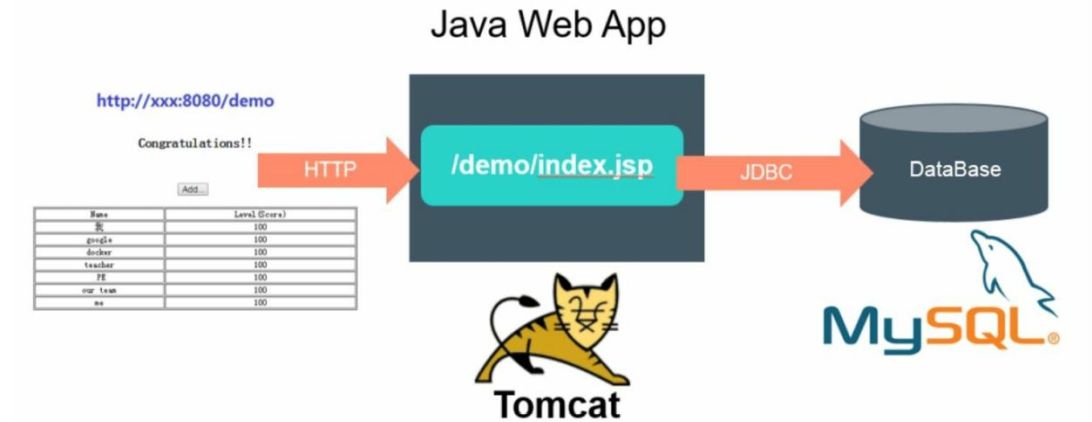 Java Web App
http://xxx:8080/demo
Congratulations!!
Add...
Name Level(Score)
我 100
google 100
docker 100
teacher 100
PE 100
our team 100
me 100
HTTP
/demo/index.jsp
JDBC
DataBase
Tomcat
MySQL®